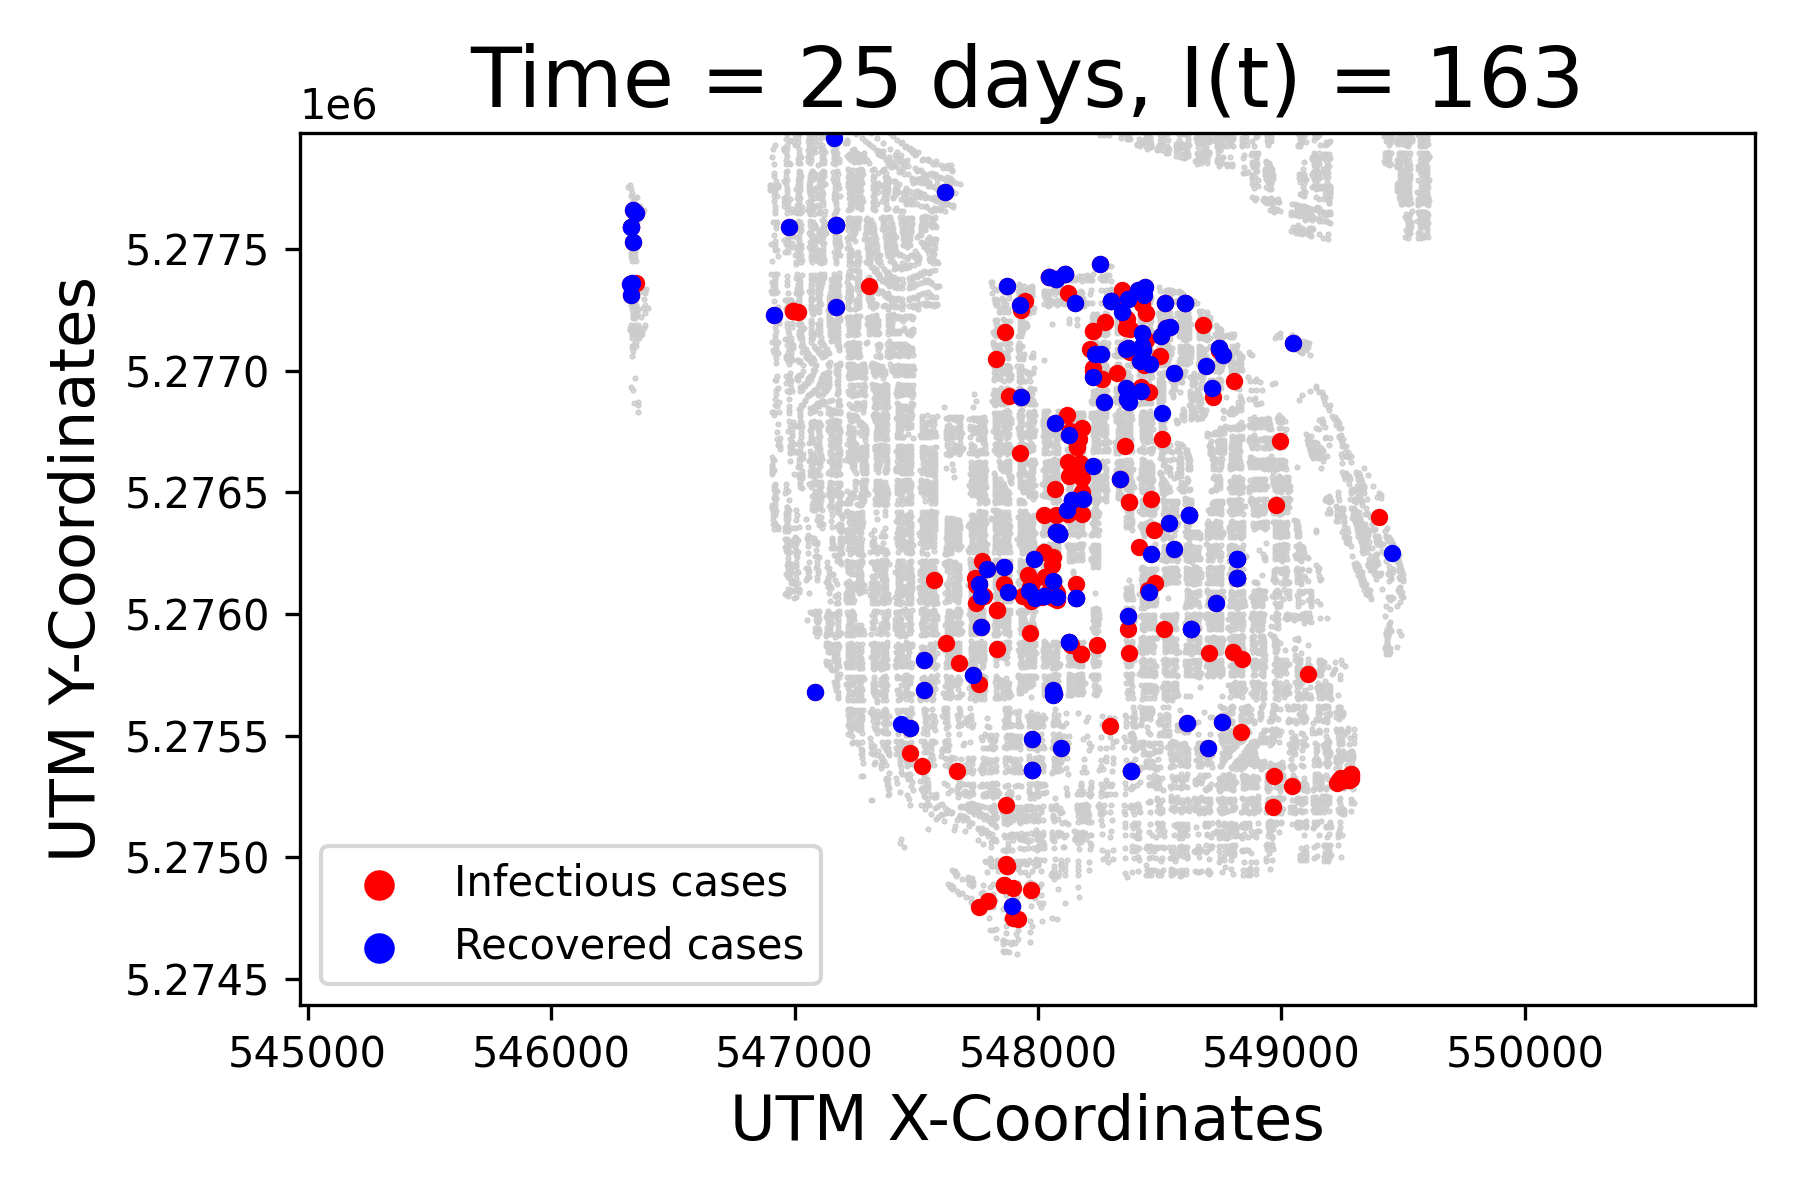 Time = 25 days, I(t) = 163
1e6
5.2775
5.2770
5.2765
5.2760
5.2755
5.2750
5.2745
UTM Y-Coordinates
Infectious cases
Recovered cases
545000 546000 547000 548000 549000 550000
UTM X-Coordinates